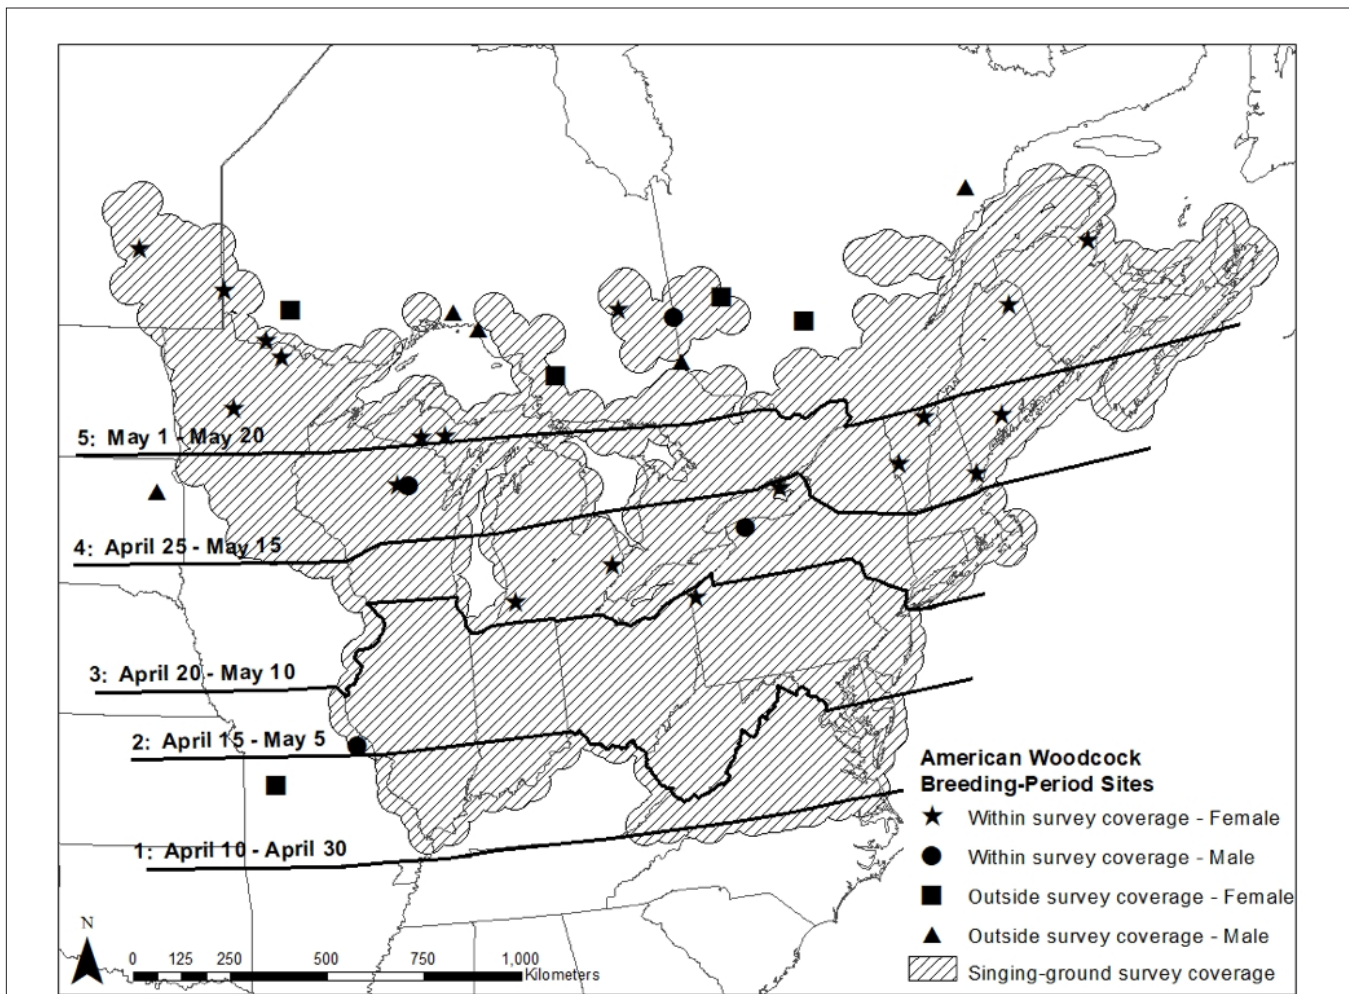 5: May 1 - May 20
4: April 25 - May 15
3: April 20 - May 10
2: April 15 - May 5
1: April 10 - April 30
American Woodcock
Breeding-Period Sites
Within survey coverage - Female
Within survey coverage - Male
Outside survey coverage - Female
Outside survey coverage - Male
Singing-ground survey coverage
N
0 125 250 500 750 1,000
Kilometers